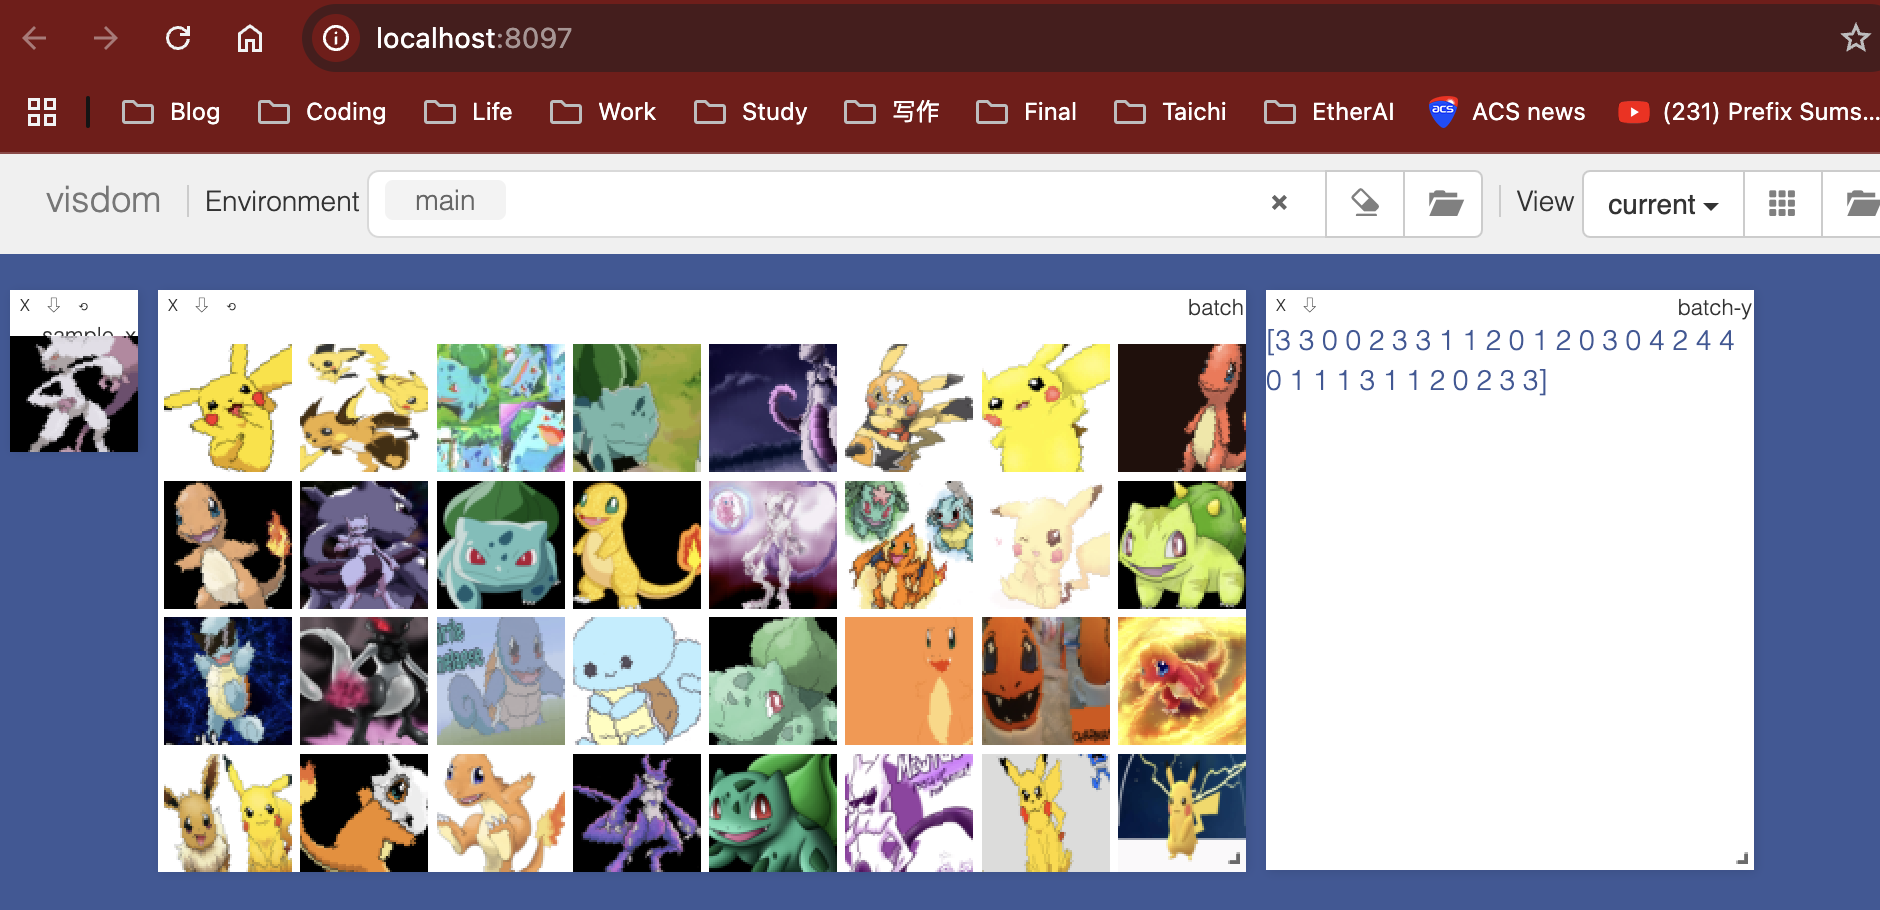 localhost:8097
Blog Coding Life Work Study 写作 Final Taichi EtherAI ACS news (231) Prefix Sums...
visdom Environment main × View current
X sample_x
X batch
X batch-y
[3 3 0 0 2 3 3 1 1 2 0 1 2 0 3 0 4 2 4 4
0 1 1 1 3 1 1 2 0 2 3 3]